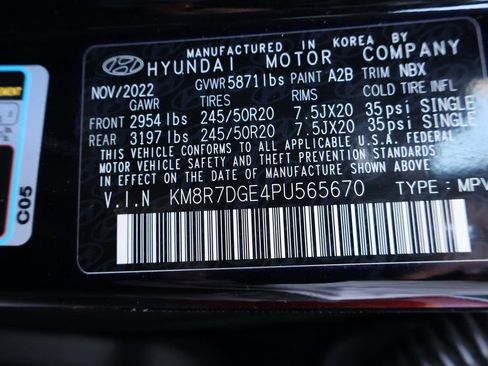 MANUFACTURED IN KOREA BY
HYUNDAI MOTOR COMPANY
NOV/2022 GVWR 5871 lbs PAINT A2B TRIM NBX
GAWR TIRES RIMS COLD TIRE INFL
FRONT 2954 lbs 245/50R20 7.5JX20 35psi SINGLE
REAR 3197 lbs 245/50R20 7.5JX20 35psi SINGLE
THIS VEHICLE CONFORMS TO ALL APPLICABLE U.S.A. FEDERAL
MOTOR VEHICLE SAFETY AND THEFT PREVENTION STANDARDS
IN EFFECT ON THE DATE OF MANUFACTURE SHOWN ABOVE.
V.I.N KM8R7DGE4PU565670 TYPE : MPV
C05